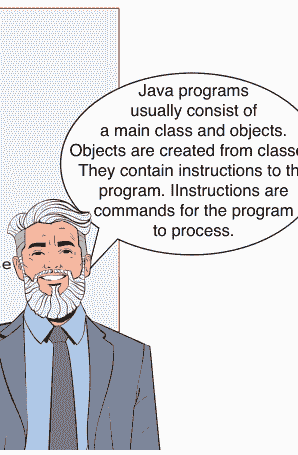 Java programs
usually consist of
a main class and objects.
Objects are created from classe
They contain instructions to th
program. IInstructions are
commands for the program
to process.
se